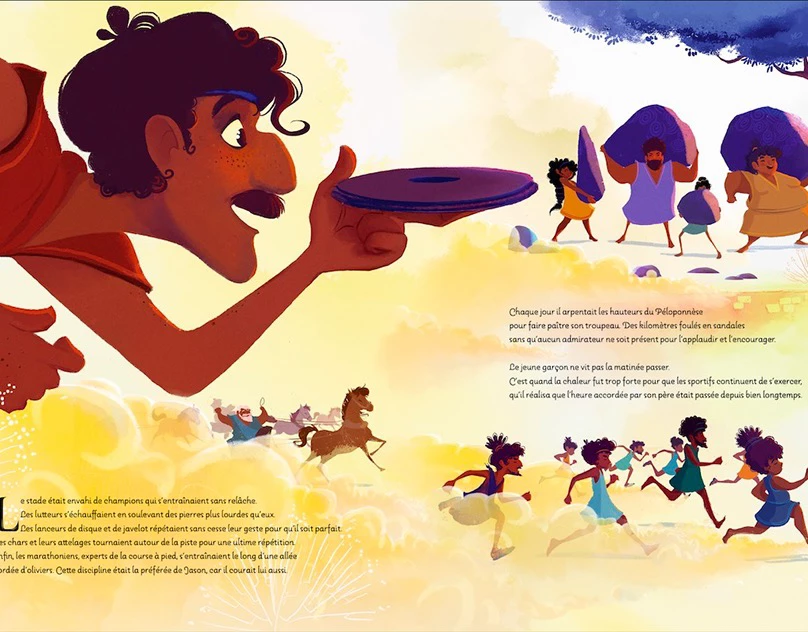 Le stade était envahi de champions qui s'entraînaient sans relâche.
Les lutteurs s'échauffaient en soulevant des pierres plus lourdes qu'eux.
Les lanceurs de disque et de javelot répétaient sans cesse leur geste pour qu'il soit parfait.
es chars et leurs attelages tournaient autour de la piste pour une ultime répétition.
nfin, les marathoniens, experts de la course à pied, s'entraînaient le long d'une allée
ordée d'oliviers. Cette discipline était la préférée de Jason, car il courait lui aussi.
Chaque jour il arpentait les hauteurs du Péloponnèse
pour faire paître son troupeau. Des kilomètres foulés en sandales
sans qu'aucun admirateur ne soit présent pour l'applaudir et l'encourager.
Le jeune garçon ne vit pas la matinée passer.
C'est quand la chaleur fut trop forte pour que les sportifs continuent de s'exercer,
qu'il réalisa que l'heure accordée par son père était passée depuis bien longtemps.